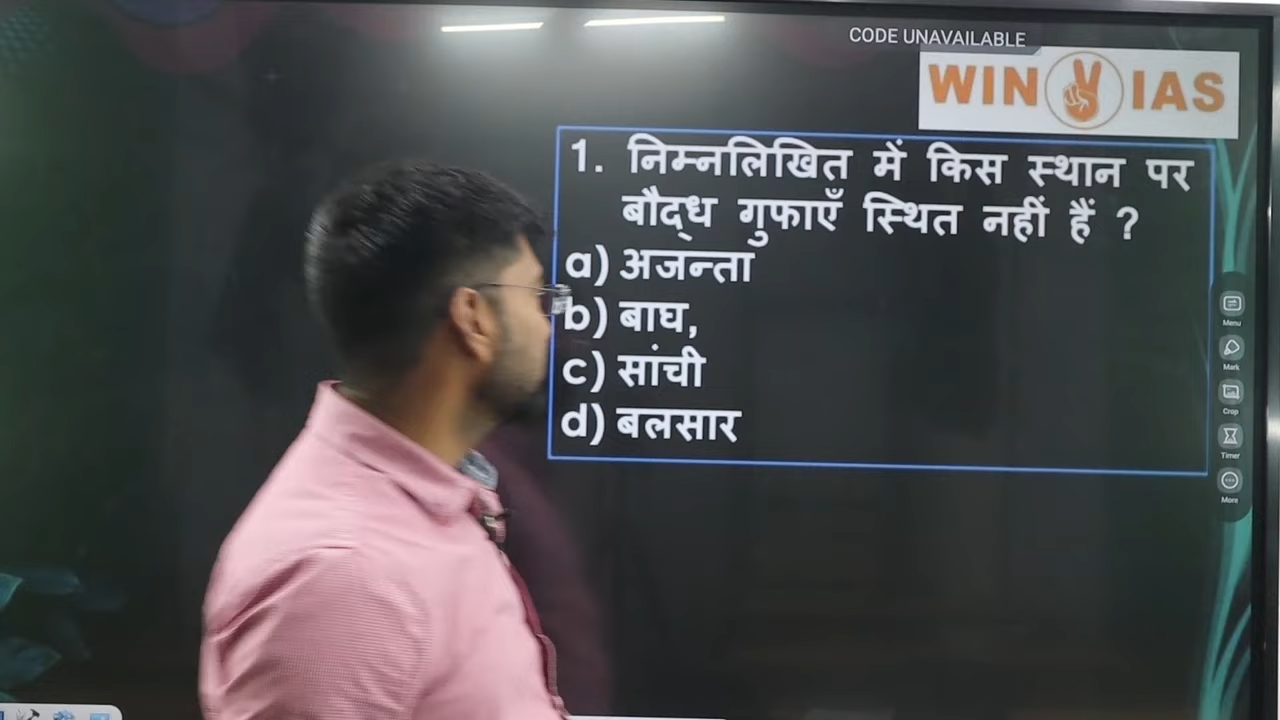 CODE UNAVAILABLE
WIN IAS
1. निम्नलिखित में किस स्थान पर
बौद्ध गुफाएँ स्थित नहीं हैं ?
a) अजन्ता
b) बाघ,
c) सांची
d) बलसार
Menu
Mark
Crop
Timer
More